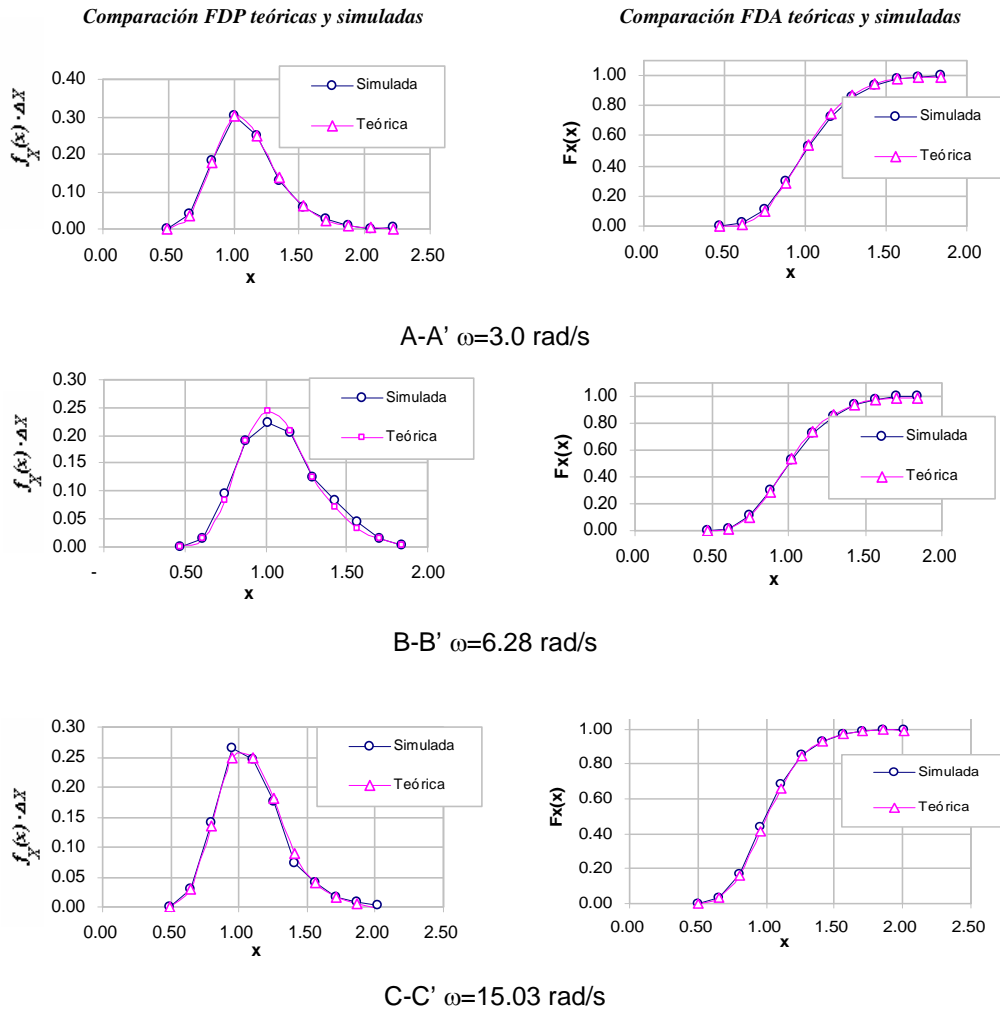 Comparación FDP teóricas y simuladas
Comparación FDA teóricas y simuladas
0.40
0.30
0.20
0.10
0.00
0.00 0.50 1.00 1.50 2.00 2.50
f_X(x)·ΔX
x
Simulada
Teórica
1.00
0.80
0.60
0.40
0.20
0.00
0.00 0.50 1.00 1.50 2.00
Fx(x)
x
Simulada
Teórica
A-A' ω=3.0 rad/s
0.30
0.25
0.20
0.15
0.10
0.05
0.00
- 0.50 1.00 1.50 2.00
f_X(x)·ΔX
x
Simulada
Teórica
1.00
0.80
0.60
0.40
0.20
0.00
0.00 0.50 1.00 1.50 2.00
Fx(x)
x
Simulada
Teórica
B-B' ω=6.28 rad/s
0.30
0.25
0.20
0.15
0.10
0.05
0.00
0.00 0.50 1.00 1.50 2.00 2.50
f_X(x)·ΔX
x
Simulada
Teórica
1.00
0.80
0.60
0.40
0.20
0.00
0.00 0.50 1.00 1.50 2.00 2.50
Fx(x)
x
Simulada
Teórica
C-C' ω=15.03 rad/s